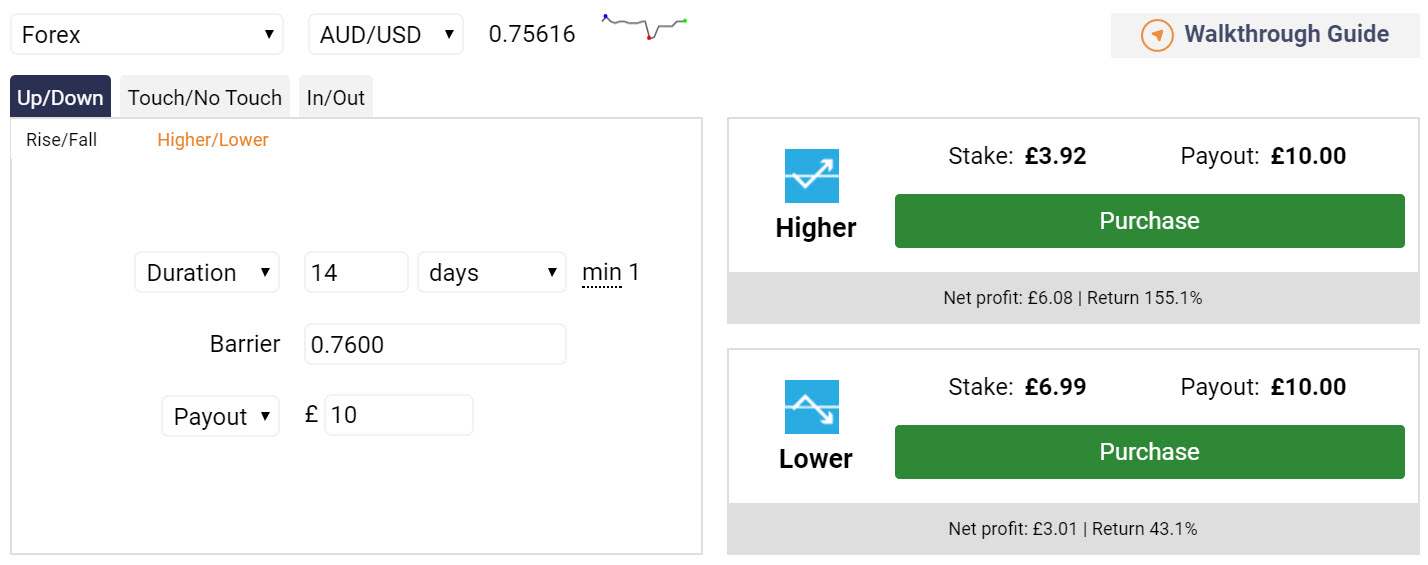 Forex AUD/USD 0.75616 Walkthrough Guide
Up/Down Touch/No Touch In/Out
Rise/Fall Higher/Lower
Duration 14 days min 1
Barrier 0.7600
Payout £ 10
Stake: £3.92 Payout: £10.00
Higher Purchase
Net profit: £6.08 | Return 155.1%
Stake: £6.99 Payout: £10.00
Lower Purchase
Net profit: £3.01 | Return 43.1%